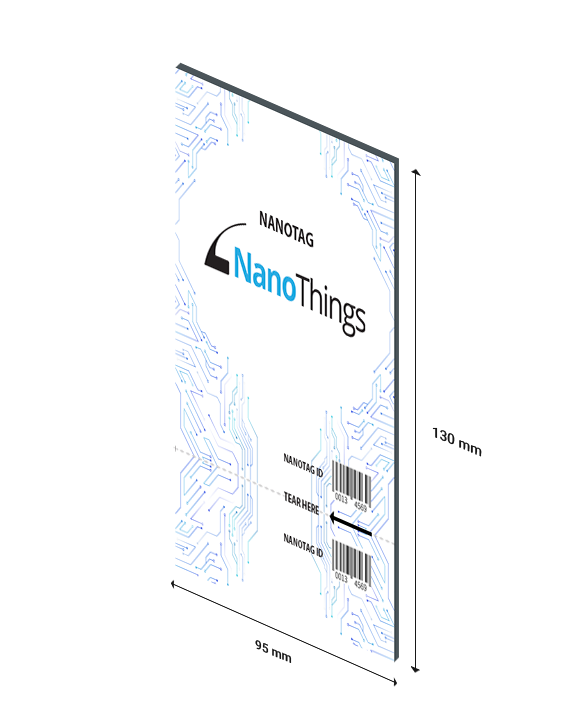 NANOTAG
NanoThings
130 mm
NANOTAG ID
0013 4569
TEAR HERE
NANOTAG ID
0013 4569
95 mm